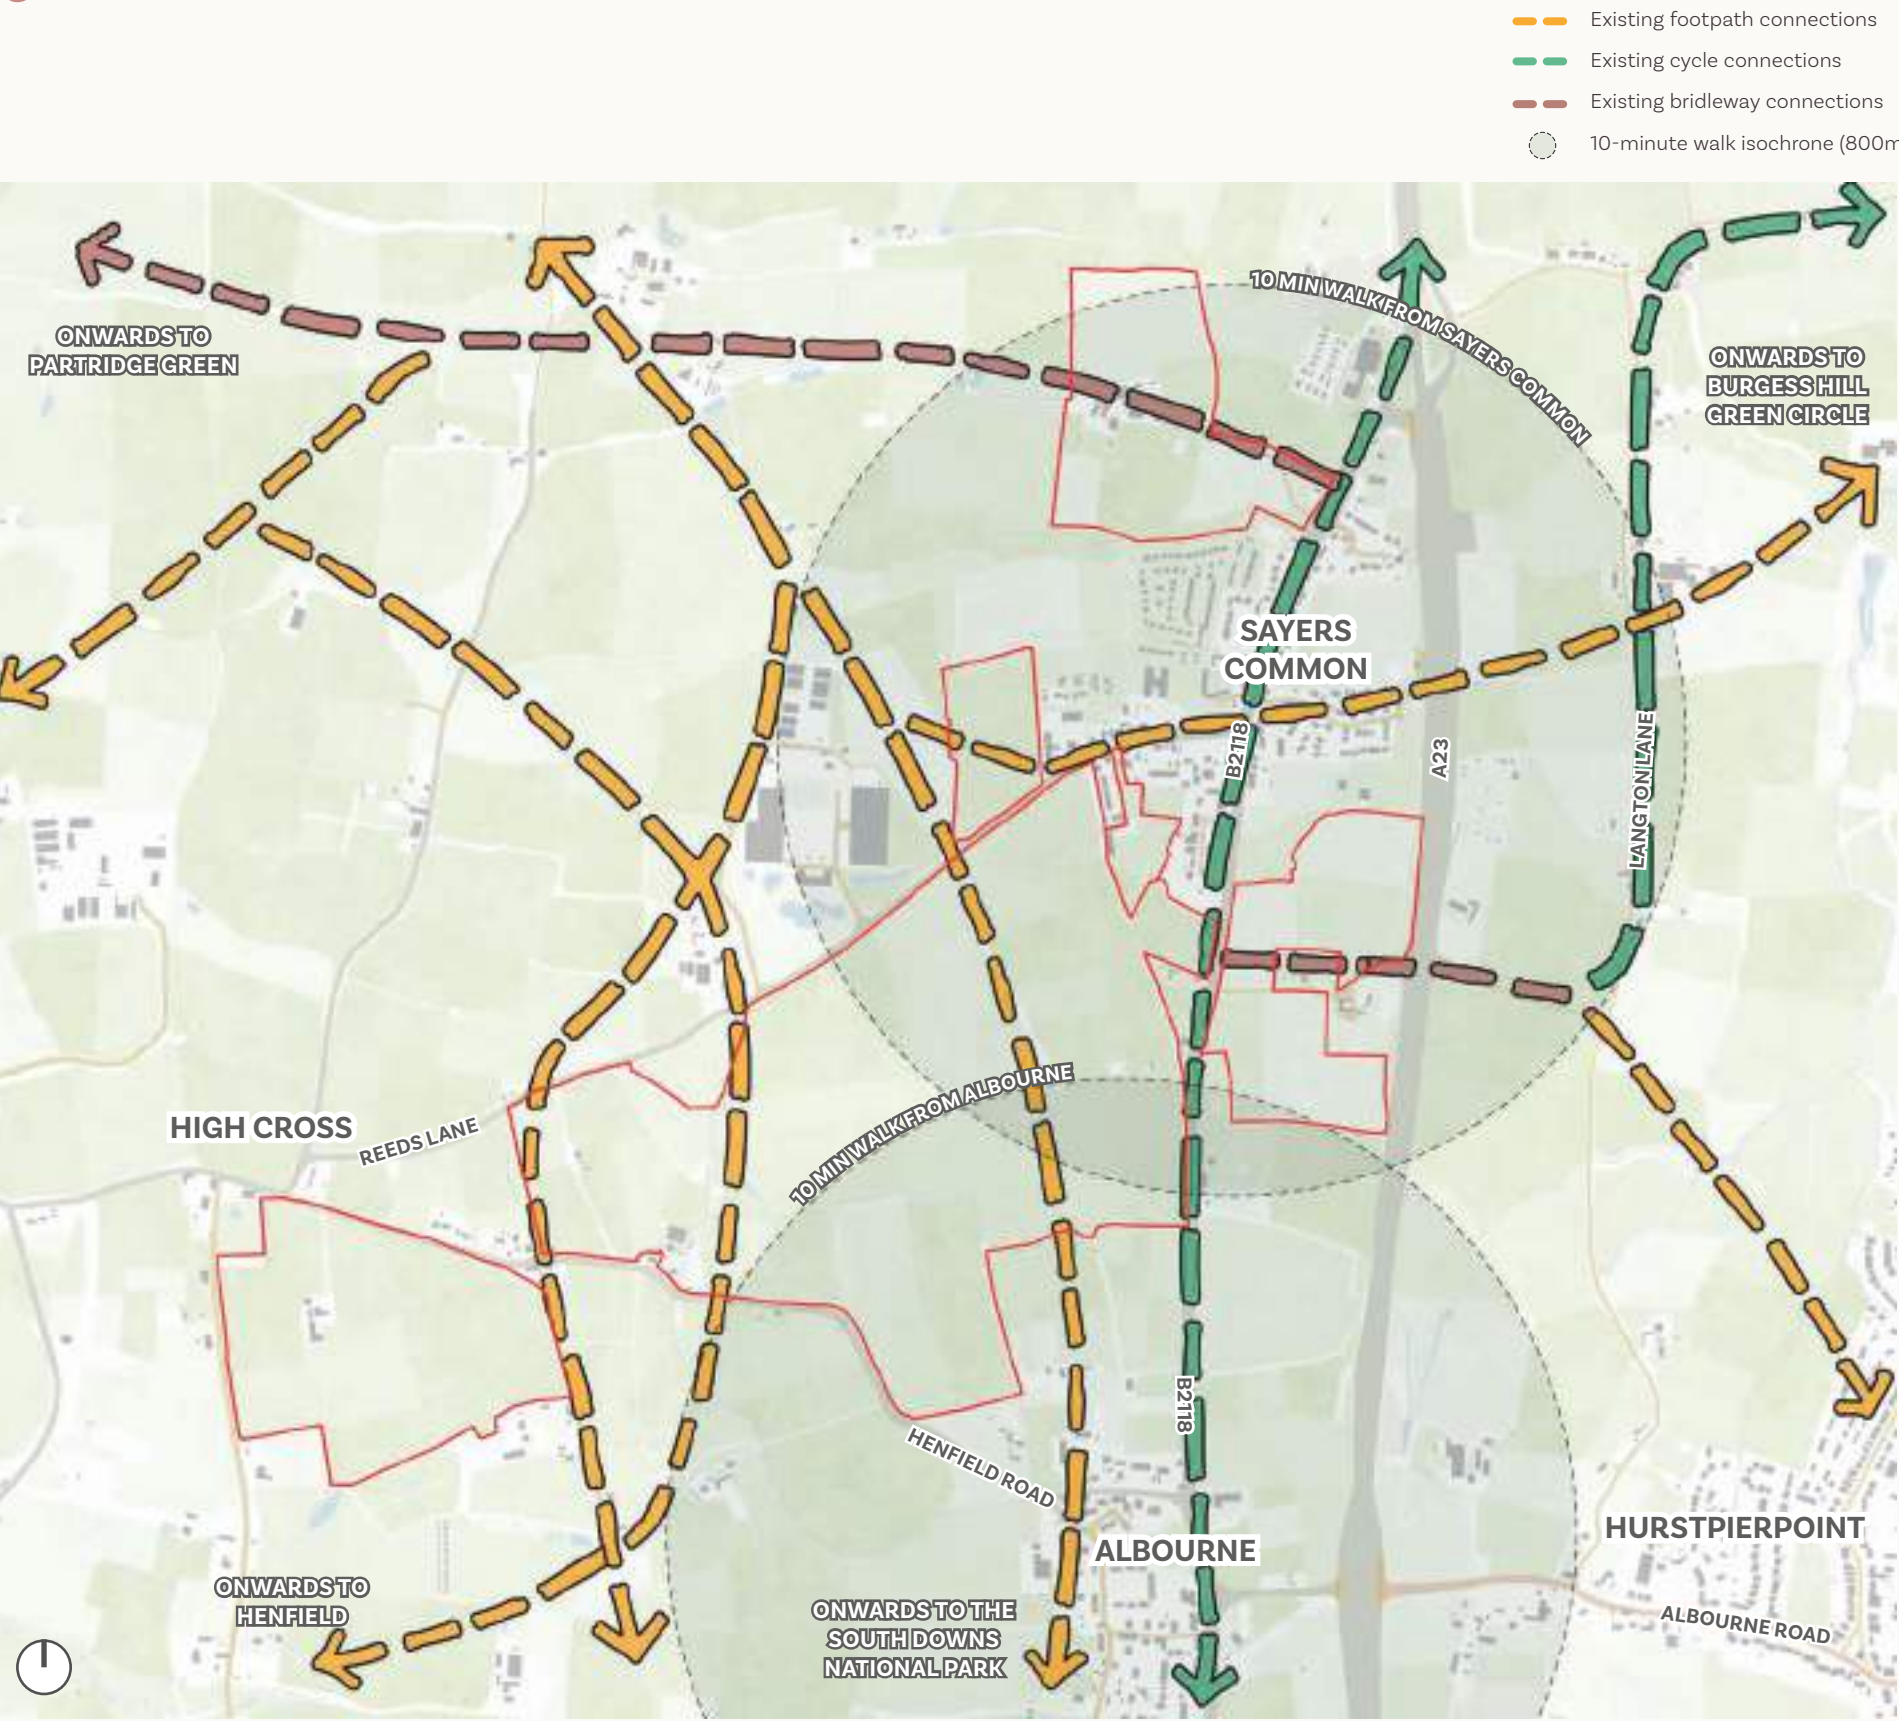 Existing footpath connections
Existing cycle connections
Existing bridleway connections
10-minute walk isochrone (800m
10 MIN WALK FROM SAYERS COMMON
ONWARDS TO
PARTRIDGE GREEN
ONWARDS TO
BURGESS HILL
GREEN CIRCLE
SAYERS
COMMON
B2118
A23
LANGTON LANE
10 MIN WALK FROM ALBOURNE
HIGH CROSS
REEDS LANE
B2118
HENFIELD ROAD
ALBOURNE
HURSTPIERPOINT
ONWARDS TO
HENFIELD
ONWARDS TO THE
SOUTH DOWNS
NATIONAL PARK
ALBOURNE ROAD